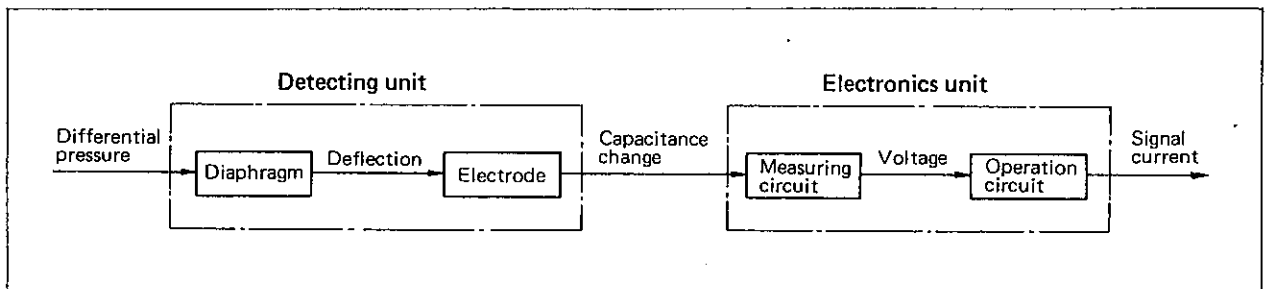 Detecting unit
Electronics unit
Differential
pressure
Diaphragm
Deflection
Electrode
Capacitance
change
Measuring
circuit
Voltage
Operation
circuit
Signal
current